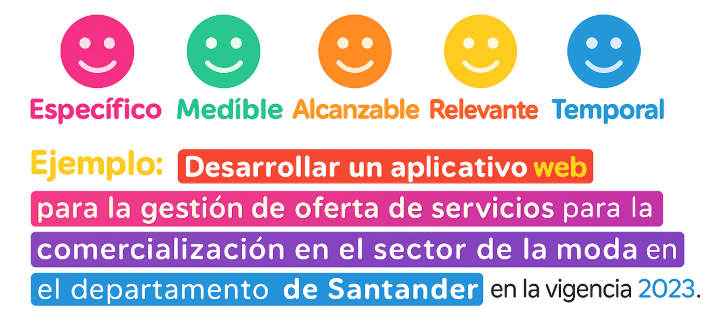 Específico Medíble Alcanzable Relevante Temporal
Ejemplo: Desarrollar un aplicativo web
para la gestión de oferta de servicios para la
comercialización en el sector de la moda en
el departamento de Santander en la vigencia 2023.